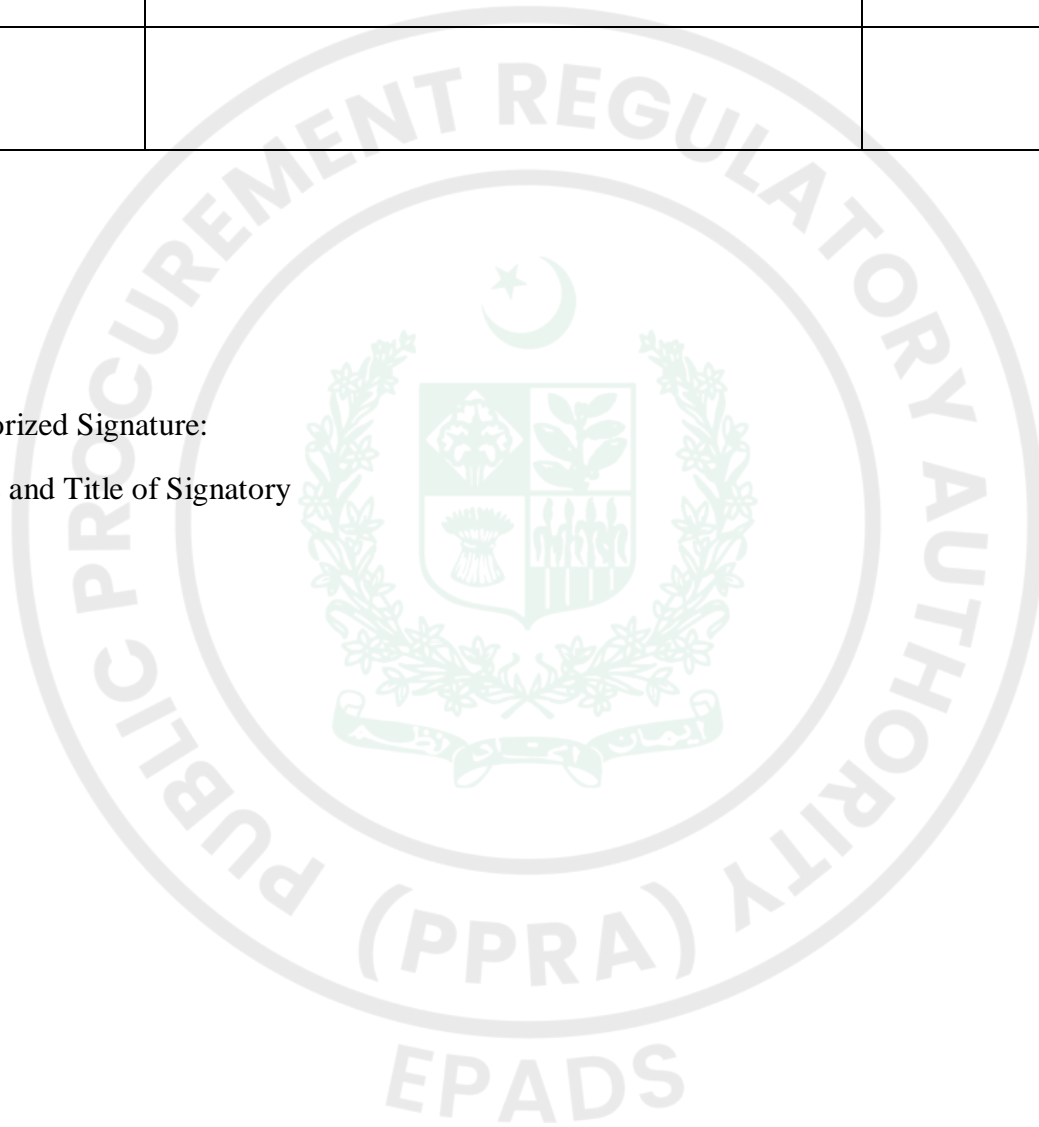 orized Signature:
and Title of Signatory
PUBLIC PROCUREMENT REGULATORY AUTHORITY
(PPRA)
EPADS